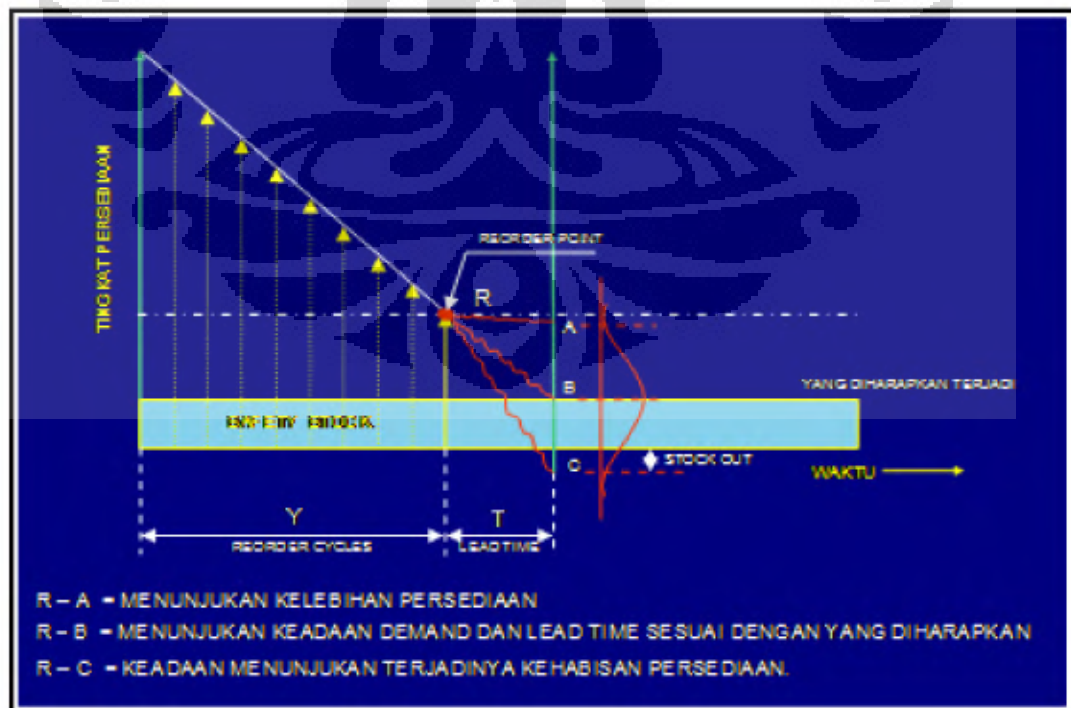 TINGKAT PERSEDIAAN
REORDER POINT
R
A
B
YANG DIHARAPKAN TERJADI
SAFETY STOCK
C
STOCK OUT
WAKTU
Y
T
REORDER CYCLES
LEAD TIME
R – A = MENUNJUKAN KELEBIHAN PERSEDIAAN
R – B = MENUNJUKAN KEADAAN DEMAND DAN LEAD TIME SESUAI DENGAN YANG DIHARAPKAN
R – C = KEADAAN MENUNJUKAN TERJADINYA KEHABISAN PERSEDIAAN.